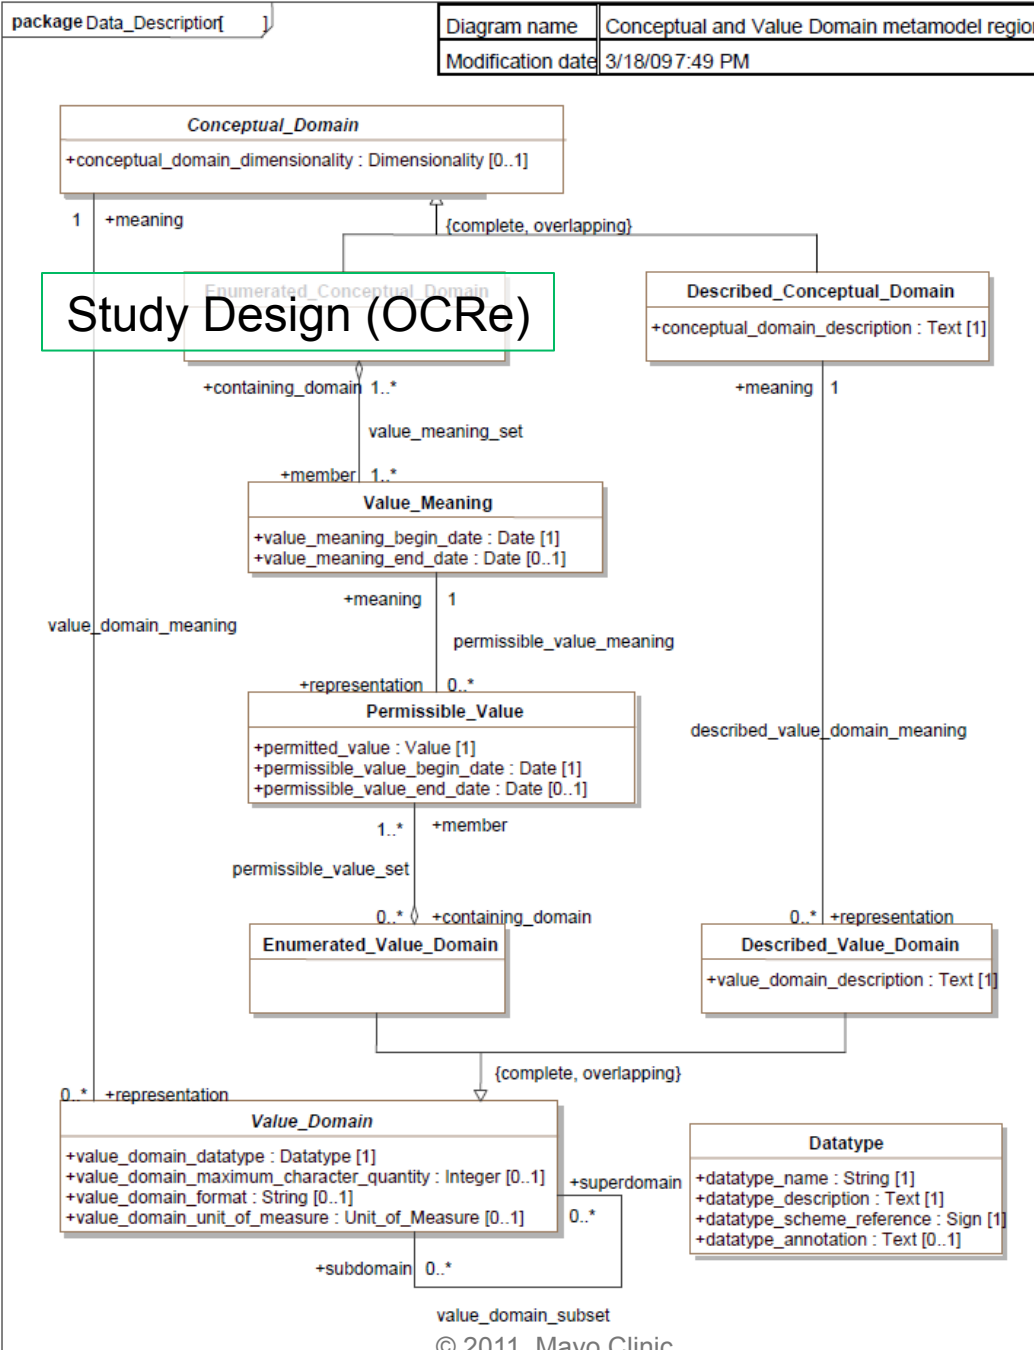 package Data_Description[ ]
Diagram name Conceptual and Value Domain metamodel region
Modification date 3/18/09 7:49 PM
Conceptual_Domain
+conceptual_domain_dimensionality : Dimensionality [0..1]
1 +meaning
{complete, overlapping}
Enumerated_Conceptual_Domain
Study Design (OCRe)
Described_Conceptual_Domain
+conceptual_domain_description : Text [1]
+containing_domain 1..*
+meaning 1
value_meaning_set
+member 1..*
Value_Meaning
+value_meaning_begin_date : Date [1]
+value_meaning_end_date : Date [0..1]
+meaning 1
value_domain_meaning
permissible_value_meaning
+representation 0..*
Permissible_Value
+permitted_value : Value [1]
+permissible_value_begin_date : Date [1]
+permissible_value_end_date : Date [0..1]
described_value_domain_meaning
1..* +member
permissible_value_set
0..* +containing_domain
0..* +representation
Enumerated_Value_Domain
Described_Value_Domain
+value_domain_description : Text [1]
{complete, overlapping}
0..* +representation
Value_Domain
+value_domain_datatype : Datatype [1]
+value_domain_maximum_character_quantity : Integer [0..1]
+value_domain_format : String [0..1]
+value_domain_unit_of_measure : Unit_of_Measure [0..1]
+superdomain
0..*
Datatype
+datatype_name : String [1]
+datatype_description : Text [1]
+datatype_scheme_reference : Sign [1]
+datatype_annotation : Text [0..1]
+subdomain 0..*
value_domain_subset
© 2011 Mayo Clinic